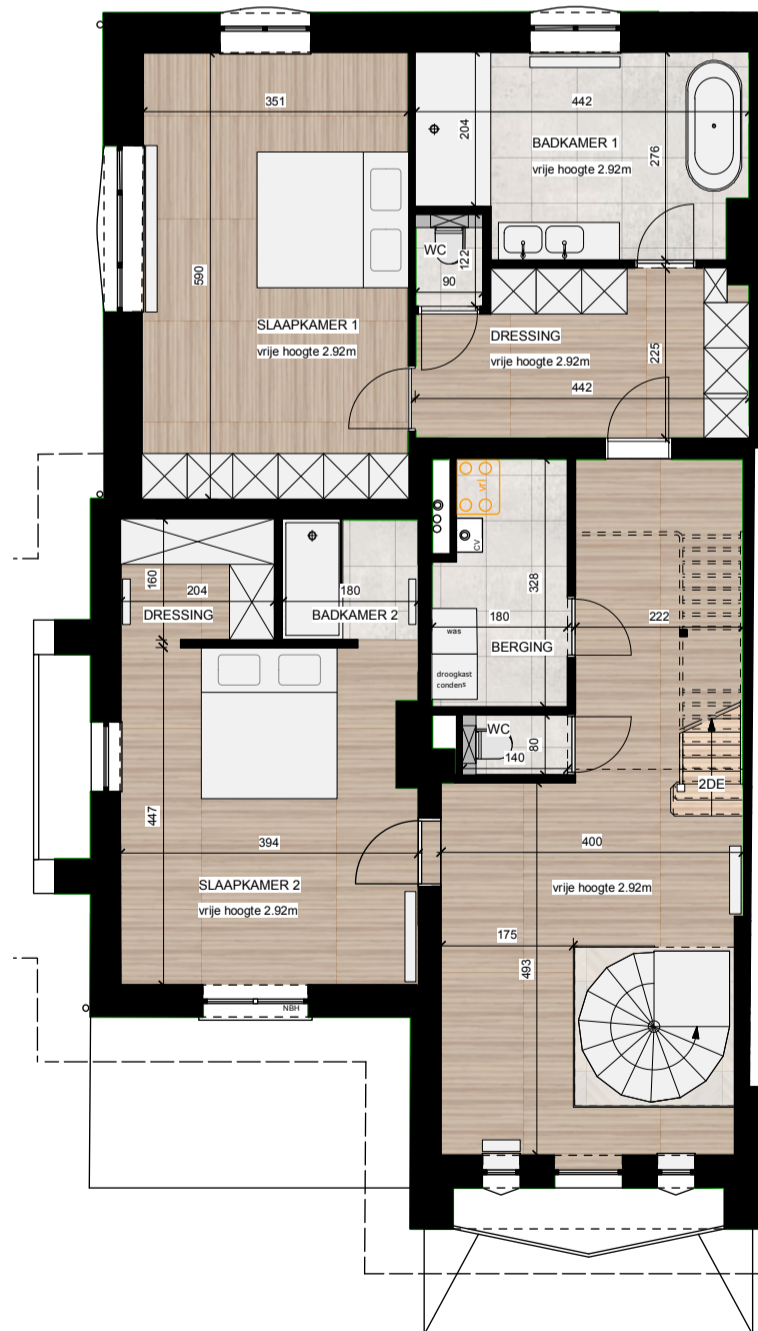 351
442
204
BADKAMER 1
vrije hoogte 2.92m
276
WC
122
90
590
SLAAPKAMER 1
vrije hoogte 2.92m
DRESSING
vrije hoogte 2.92m
225
442
vrl
cv
328
160
204
180
DRESSING
BADKAMER 2
180
222
was
BERGING
droogkast
condens
WC
80
140
2DE
447
394
400
SLAAPKAMER 2
vrije hoogte 2.92m
vrije hoogte 2.92m
175
493
NBH